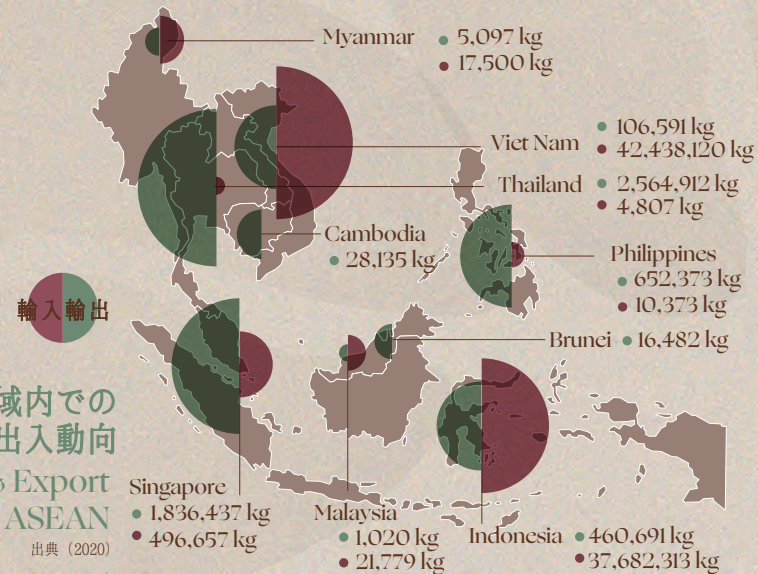 Myanmar
5,097 kg
17,500 kg
Viet Nam
106,591 kg
42,438,120 kg
Thailand
2,564,912 kg
4,807 kg
Cambodia
28,135 kg
Philippines
652,373 kg
10,373 kg
輸入輸出
Brunei 16,482 kg
域内での
出入動向
Export
ASEAN
出典（2020）
Singapore
1,836,437 kg
496,657 kg
Malaysia
1,020 kg
21,779 kg
Indonesia
460,691 kg
37,682,313 kg